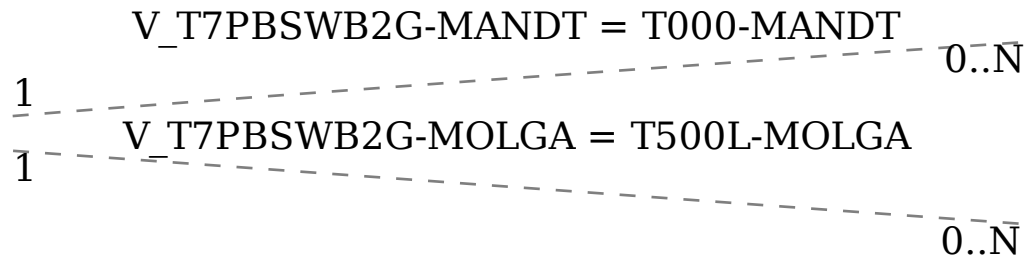 V_T7PBSWB2G-MANDT = T000-MANDT
0..N
1
V_T7PBSWB2G-MOLGA = T500L-MOLGA
1
0..N